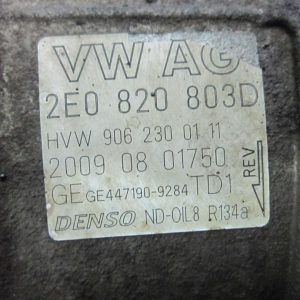 VW AG
2E0 820 803D
HVW 906 230 01 11
2009 08 01750
GE GE447190-9284 TD1
REV
DENSO ND-OIL8 R134a